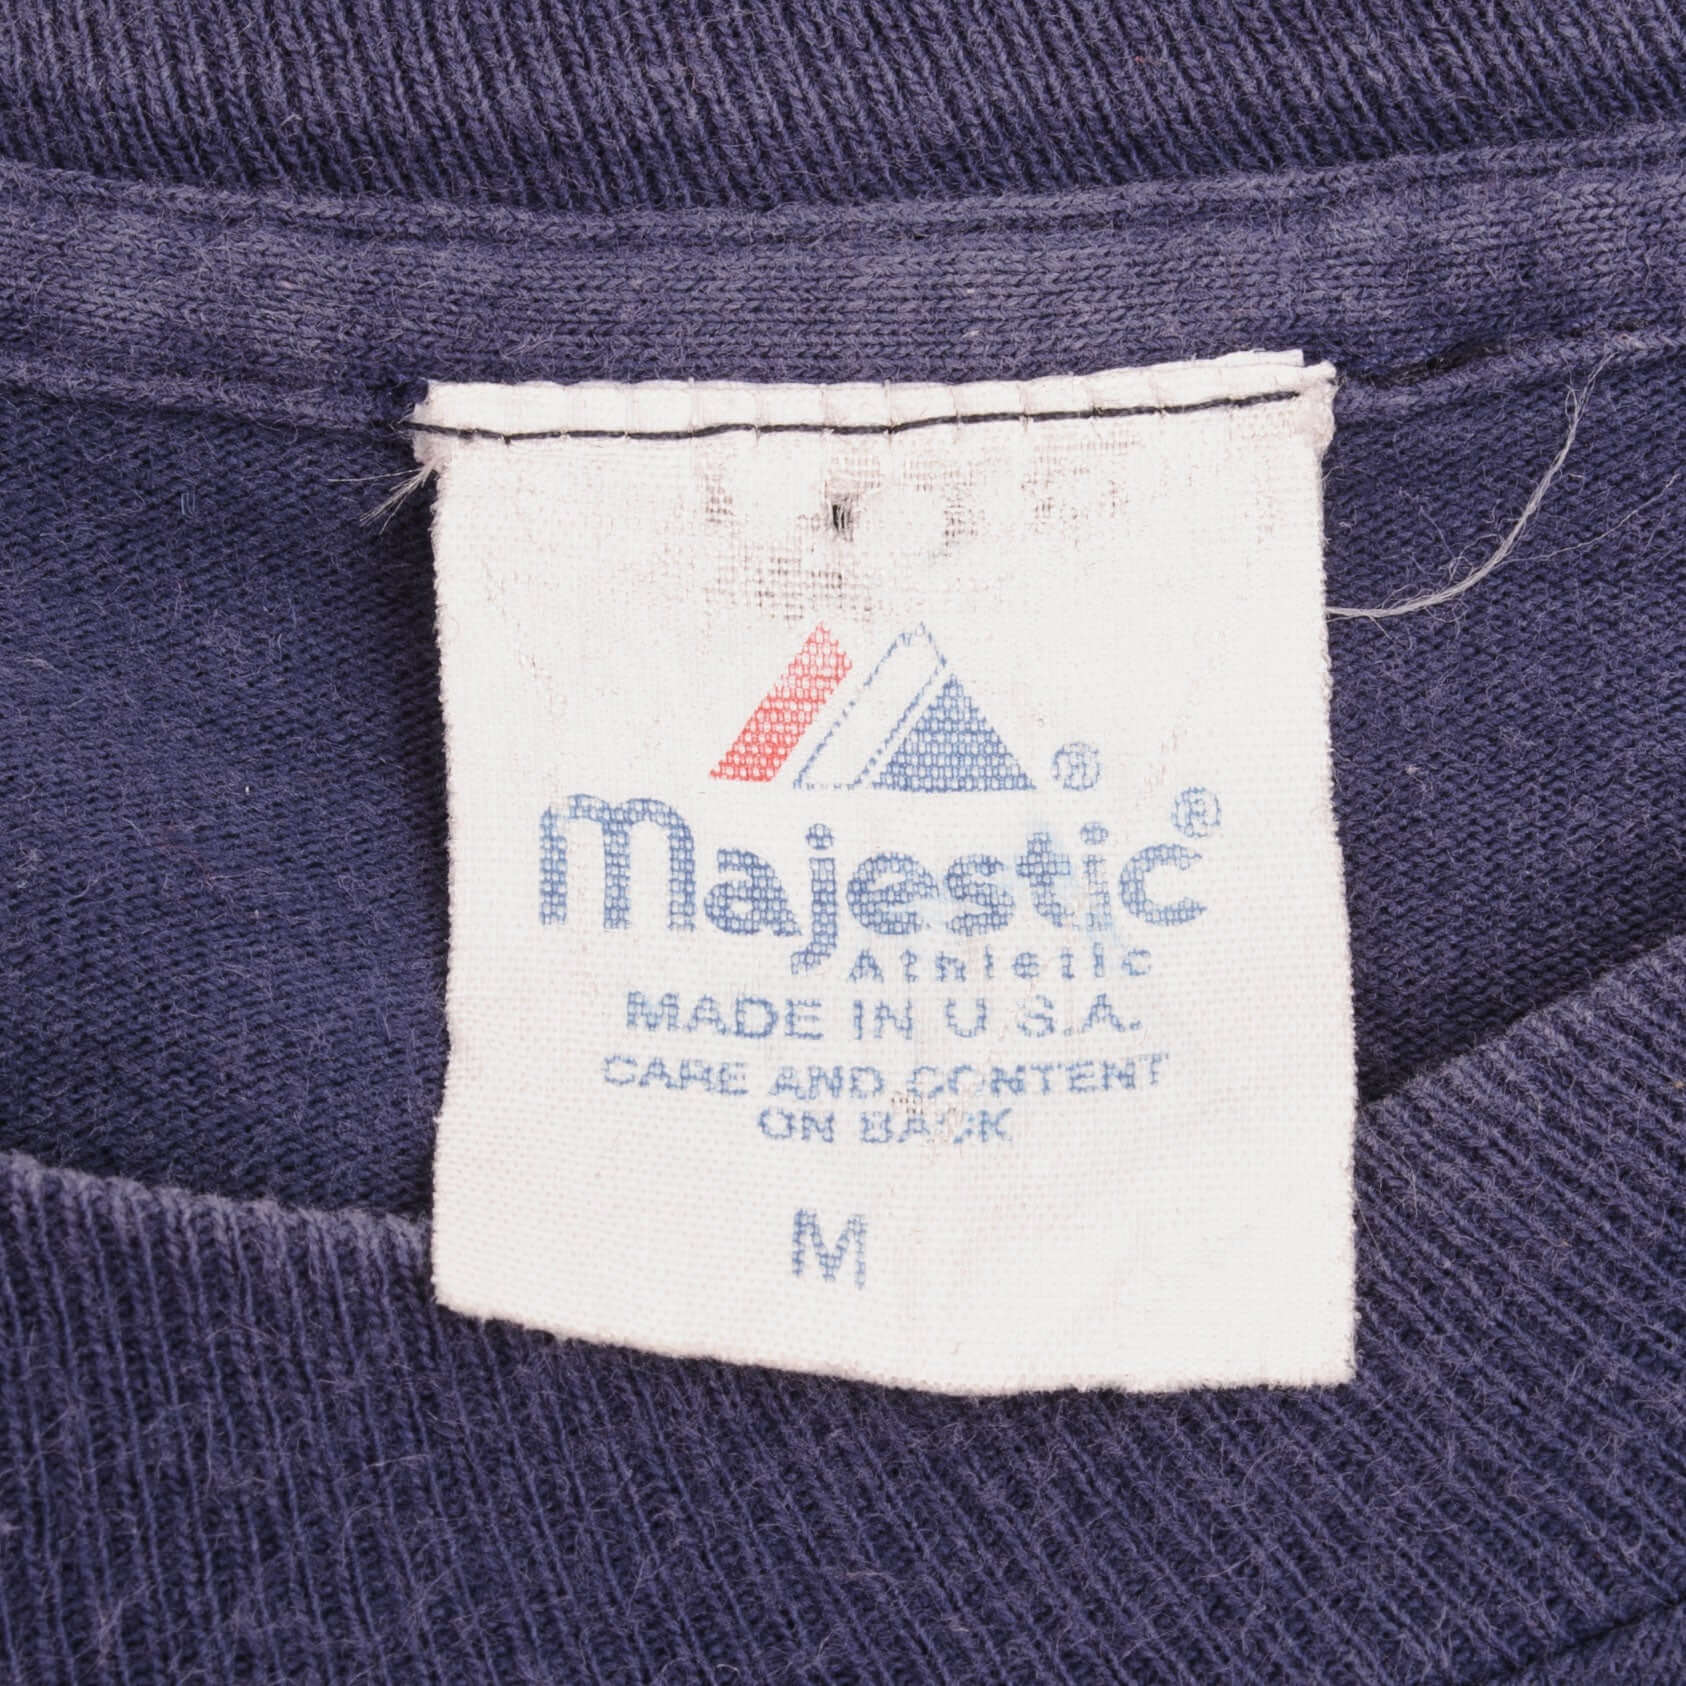 ®
majestic®
Athletic
MADE IN U.S.A.
CARE AND CONTENT
ON BACK
M